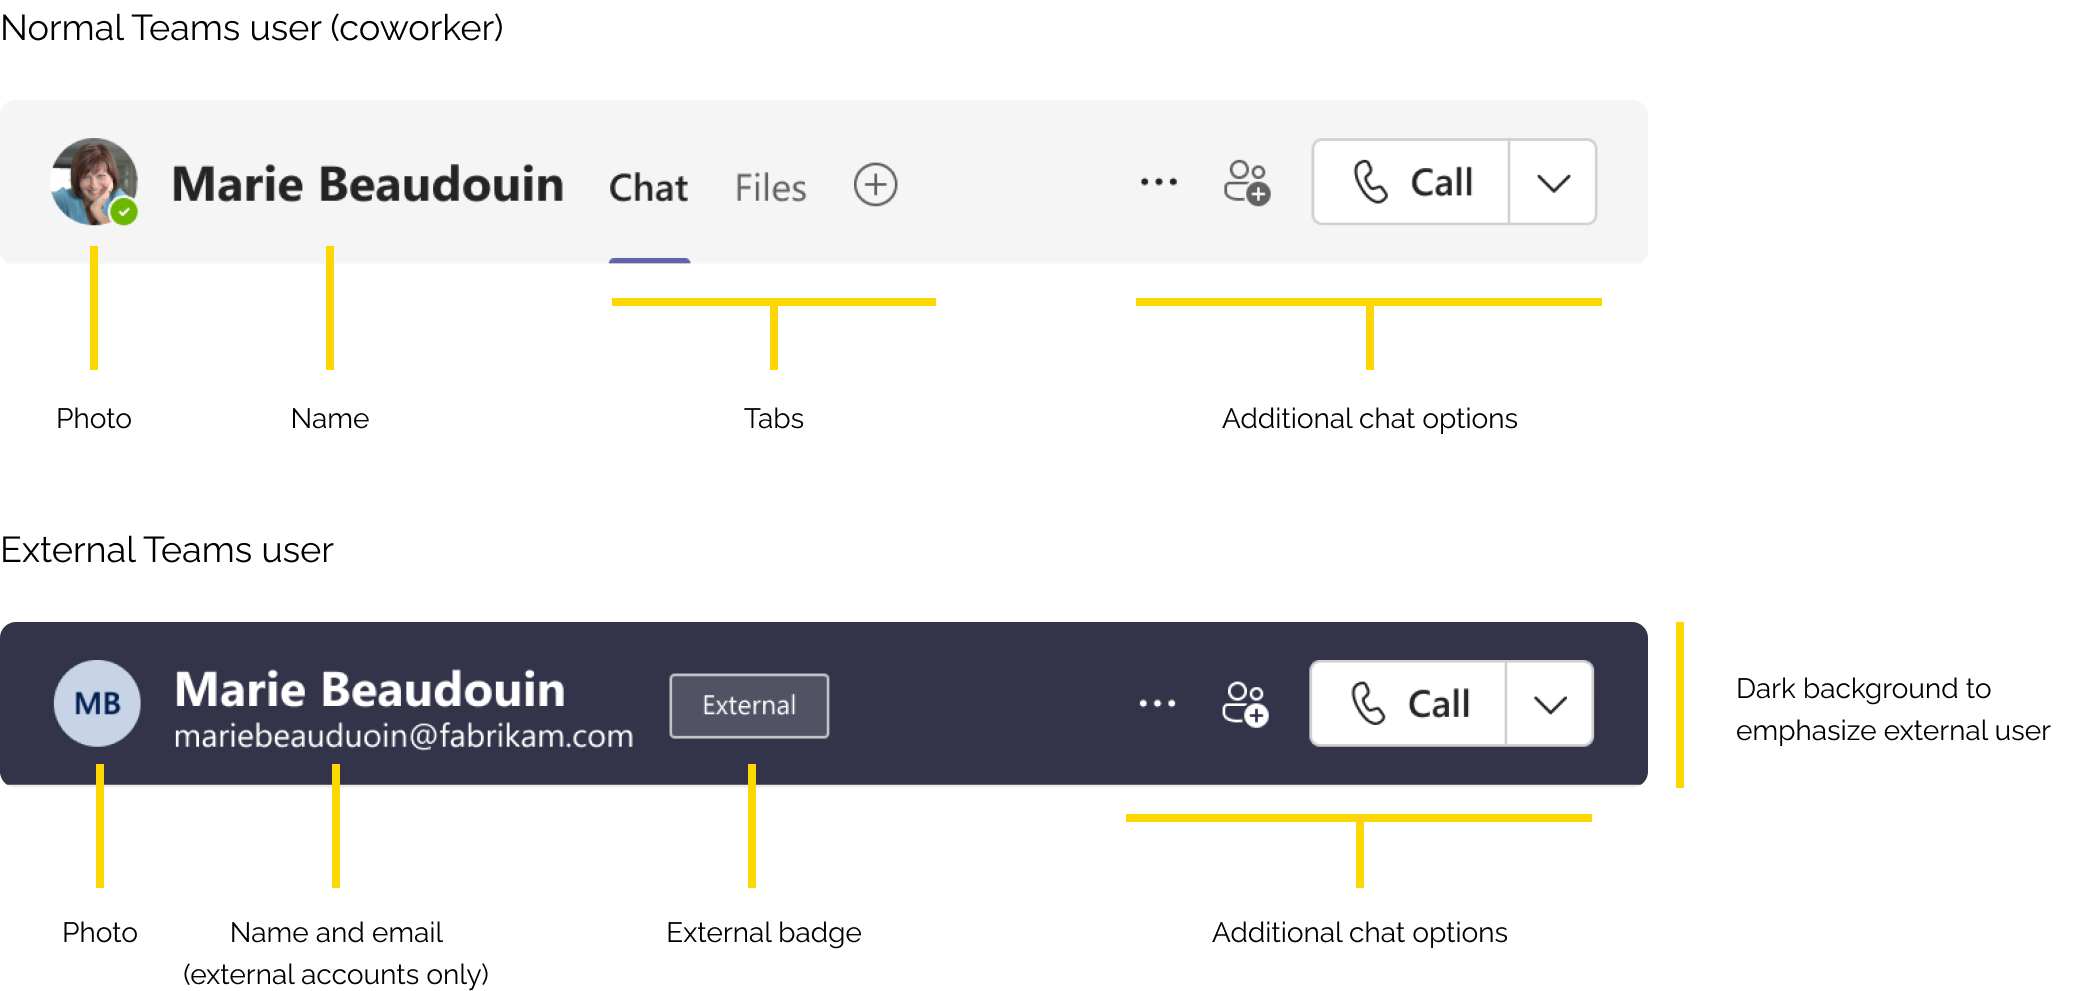 Normal Teams user (coworker)
Marie Beaudouin Chat Files Call
Photo Name Tabs Additional chat options
External Teams user
MB Marie Beaudouin External Call
mariebeauduoin@fabrikam.com
Dark background to
emphasize external user
Photo Name and email External badge Additional chat options
(external accounts only)